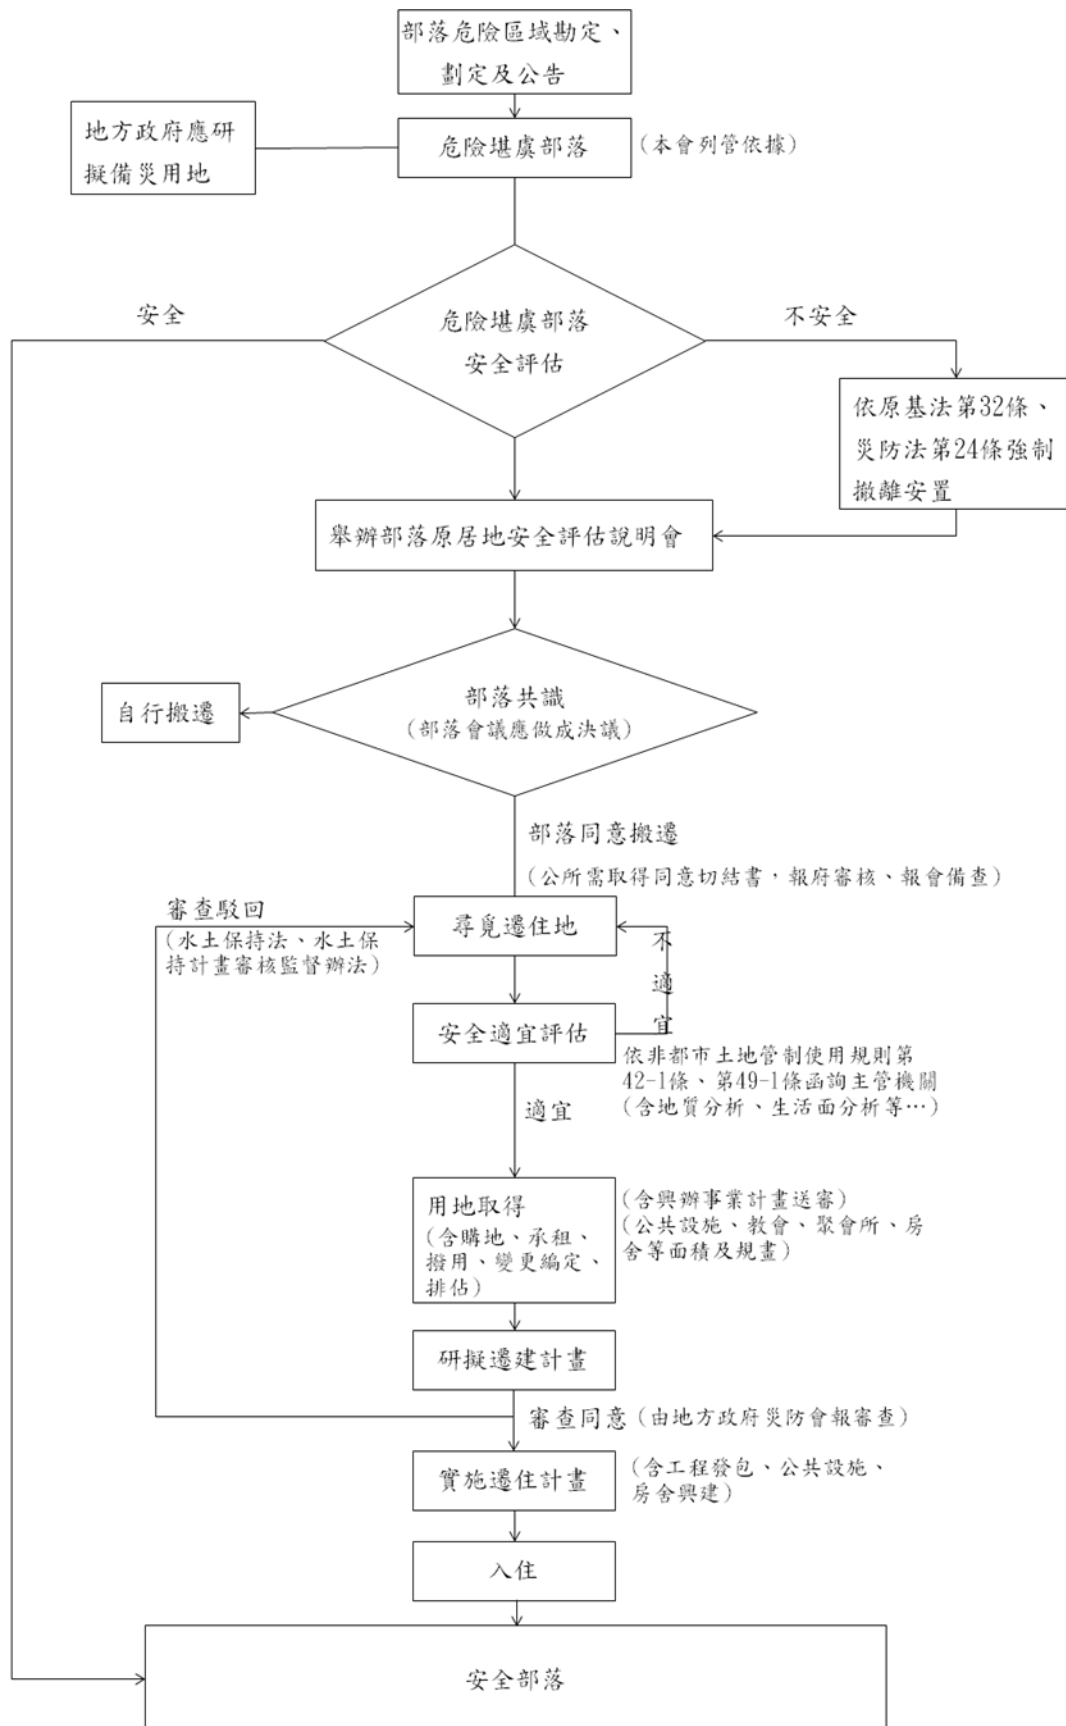 部落危險區域勘定、
劃定及公告
地方政府應研
擬備災用地
危險堪虞部落
(本會列管依據)
安全
危險堪虞部落
安全評估
不安全
依原基法第32條、
災防法第24條強制
撤離安置
舉辦部落原居地安全評估說明會
自行搬遷
部落共識
(部落會議應做成決議)
部落同意搬遷
(公所需取得同意切結書，報府審核、報會備查)
審查駁回
(水土保持法、水土保
持計畫審核監督辦法)
尋覓遷住地
不適宜
安全適宜評估
依非都市土地管制使用規則第
42-1條、第49-1條函詢主管機關
(含地質分析、生活面分析等…)
適宜
用地取得
(含購地、承租、
撥用、變更編定、
排佔)
(含興辦事業計畫送審)
(公共設施、教會、聚會所、房
舍等面積及規畫)
研擬遷建計畫
審查同意(由地方政府災防會報審查)
實施遷住計畫
(含工程發包、公共設施、
房舍興建)
入住
安全部落